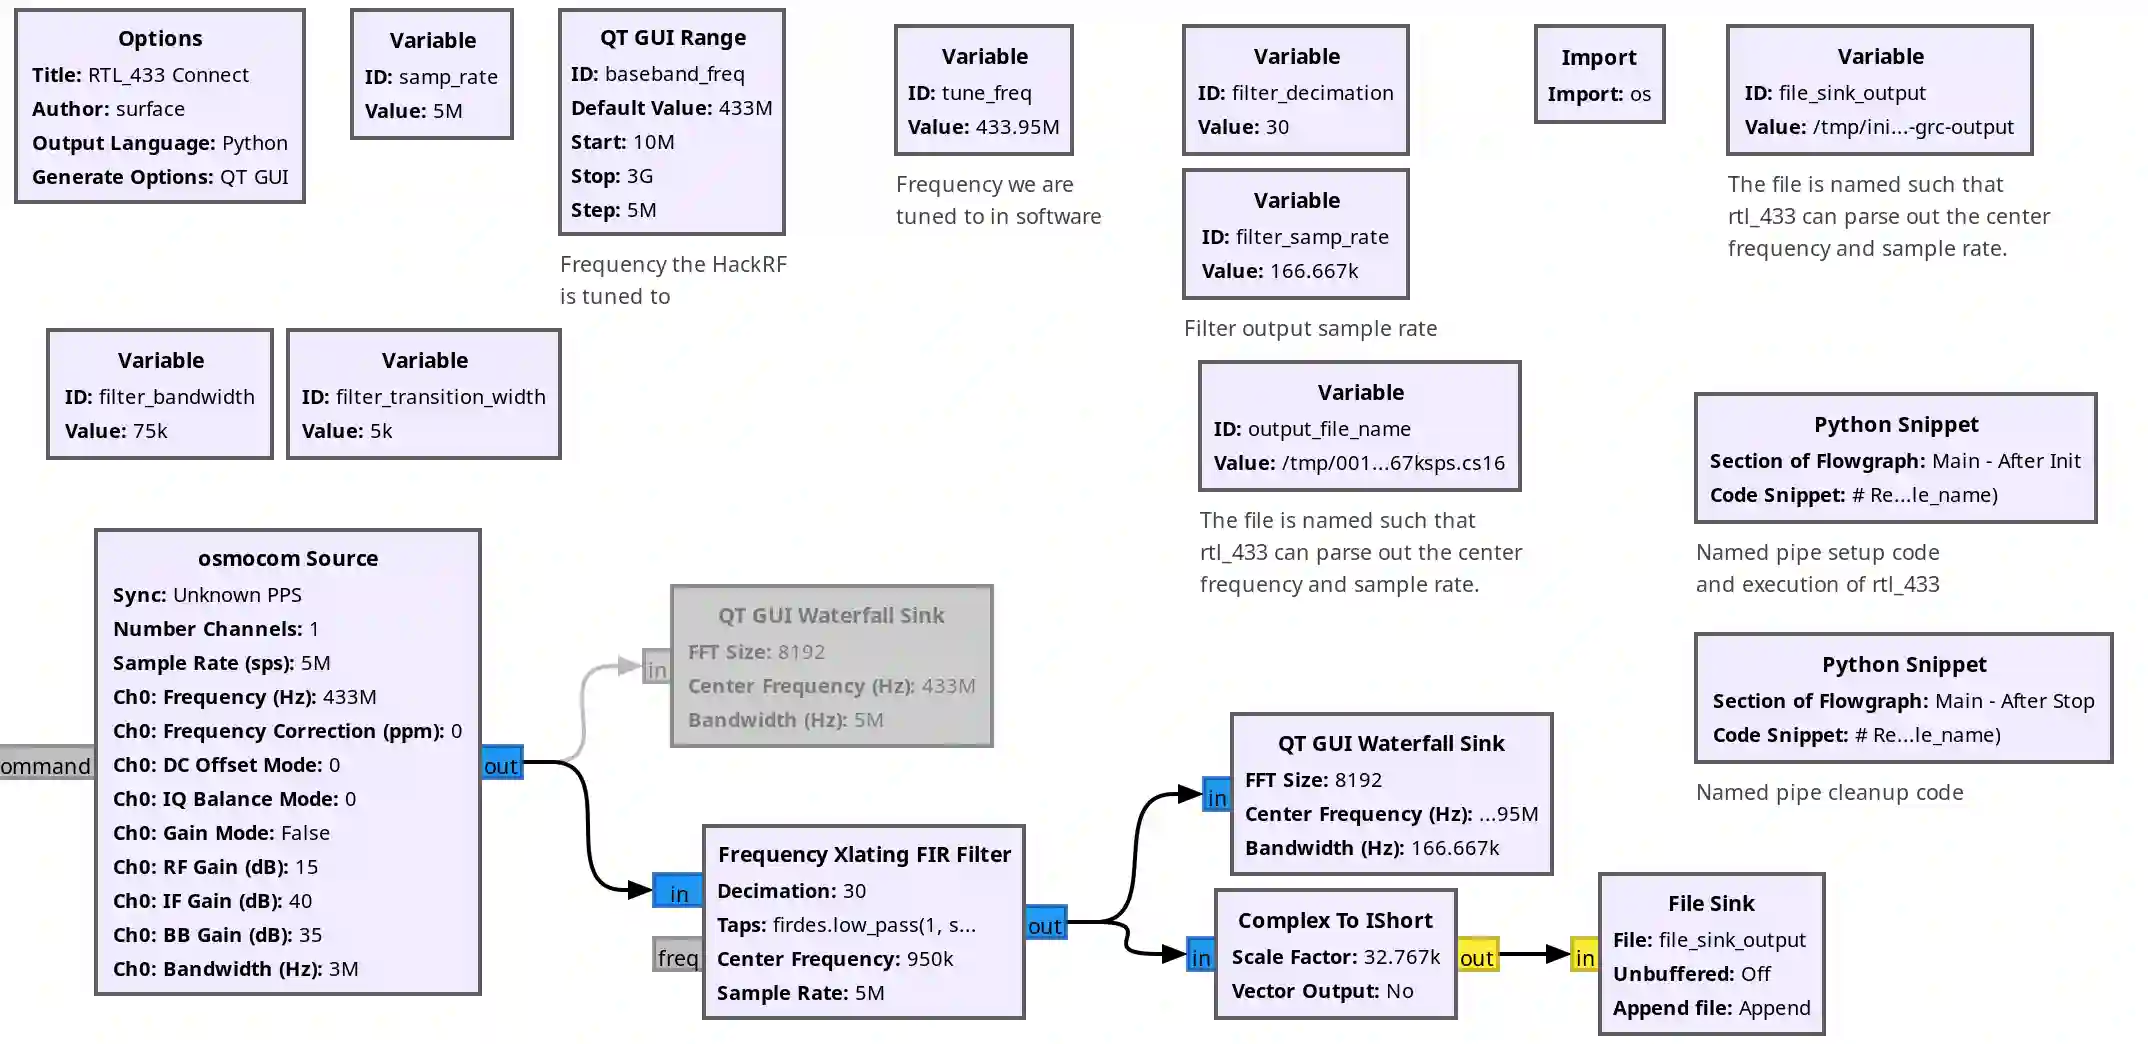 Options
Title: RTL_433 Connect
Author: surface
Output Language: Python
Generate Options: QT GUI
Variable
ID: samp_rate
Value: 5M
QT GUI Range
ID: baseband_freq
Default Value: 433M
Start: 10M
Stop: 3G
Step: 5M
Frequency the HackRF
is tuned to
Variable
ID: tune_freq
Value: 433.95M
Frequency we are
tuned to in software
Variable
ID: filter_decimation
Value: 30
Variable
ID: filter_samp_rate
Value: 166.667k
Filter output sample rate
Import
Import: os
Variable
ID: file_sink_output
Value: /tmp/ini...-grc-output
The file is named such that
rtl_433 can parse out the center
frequency and sample rate.
Variable
ID: filter_bandwidth
Value: 75k
Variable
ID: filter_transition_width
Value: 5k
Variable
ID: output_file_name
Value: /tmp/001...67ksps.cs16
The file is named such that
rtl_433 can parse out the center
frequency and sample rate.
Python Snippet
Section of Flowgraph: Main - After Init
Code Snippet: # Re...le_name)
Named pipe setup code
and execution of rtl_433
Python Snippet
Section of Flowgraph: Main - After Stop
Code Snippet: # Re...le_name)
Named pipe cleanup code
ommand
osmocom Source
Sync: Unknown PPS
Number Channels: 1
Sample Rate (sps): 5M
Ch0: Frequency (Hz): 433M
Ch0: Frequency Correction (ppm): 0
Ch0: DC Offset Mode: 0
Ch0: IQ Balance Mode: 0
Ch0: Gain Mode: False
Ch0: RF Gain (dB): 15
Ch0: IF Gain (dB): 40
Ch0: BB Gain (dB): 35
Ch0: Bandwidth (Hz): 3M
out
in
QT GUI Waterfall Sink
FFT Size: 8192
Center Frequency (Hz): 433M
Bandwidth (Hz): 5M
in
freq
Frequency Xlating FIR Filter
Decimation: 30
Taps: firdes.low_pass(1, s...
Center Frequency: 950k
Sample Rate: 5M
out
in
QT GUI Waterfall Sink
FFT Size: 8192
Center Frequency (Hz): ...95M
Bandwidth (Hz): 166.667k
in
Complex To IShort
Scale Factor: 32.767k
Vector Output: No
out
in
File Sink
File: file_sink_output
Unbuffered: Off
Append file: Append